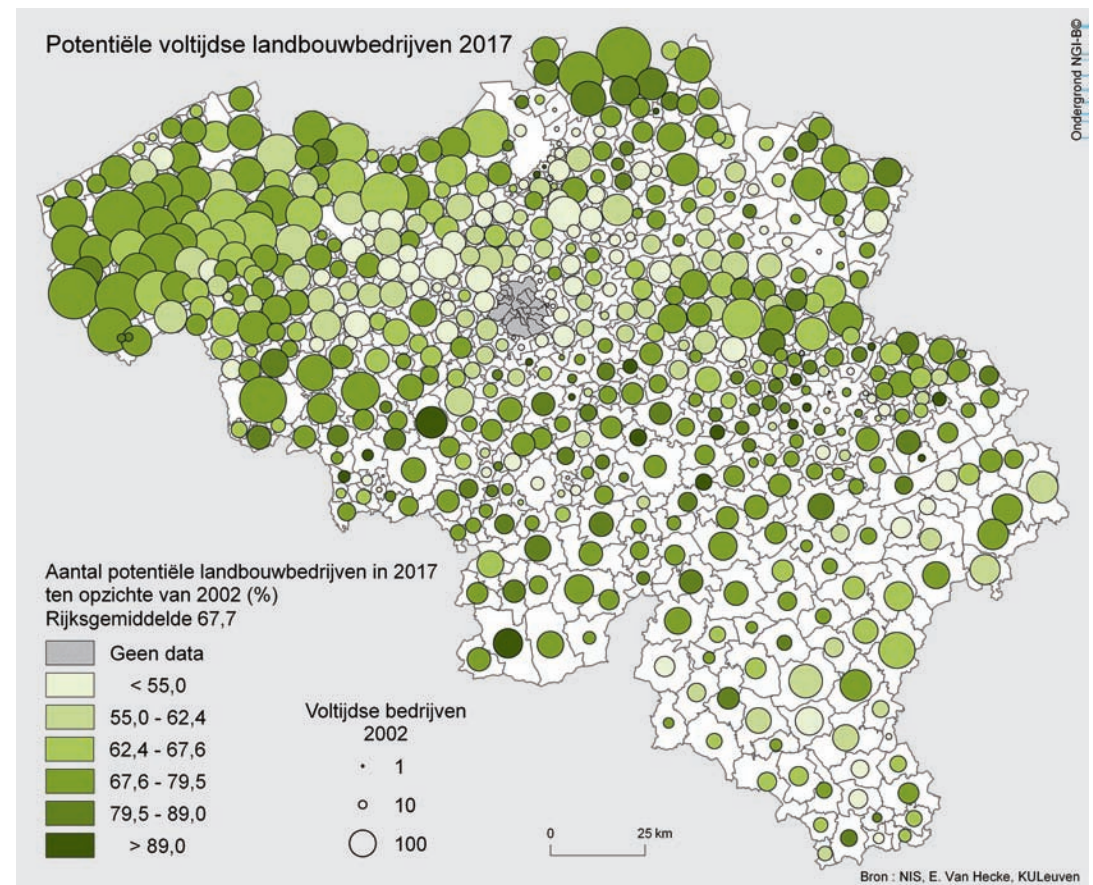 Potentiële voltijdse landbouwbedrijven 2017
Ondergrond NGI-B©
Aantal potentiële landbouwbedrijven in 2017
ten opzichte van 2002 (%)
Rijksgemiddelde 67,7
Geen data
< 55,0
55,0 - 62,4
62,4 - 67,6
67,6 - 79,5
79,5 - 89,0
> 89,0
Voltijdse bedrijven
2002
1
10
100
0 25 km
Bron : NIS, E. Van Hecke, KULeuven